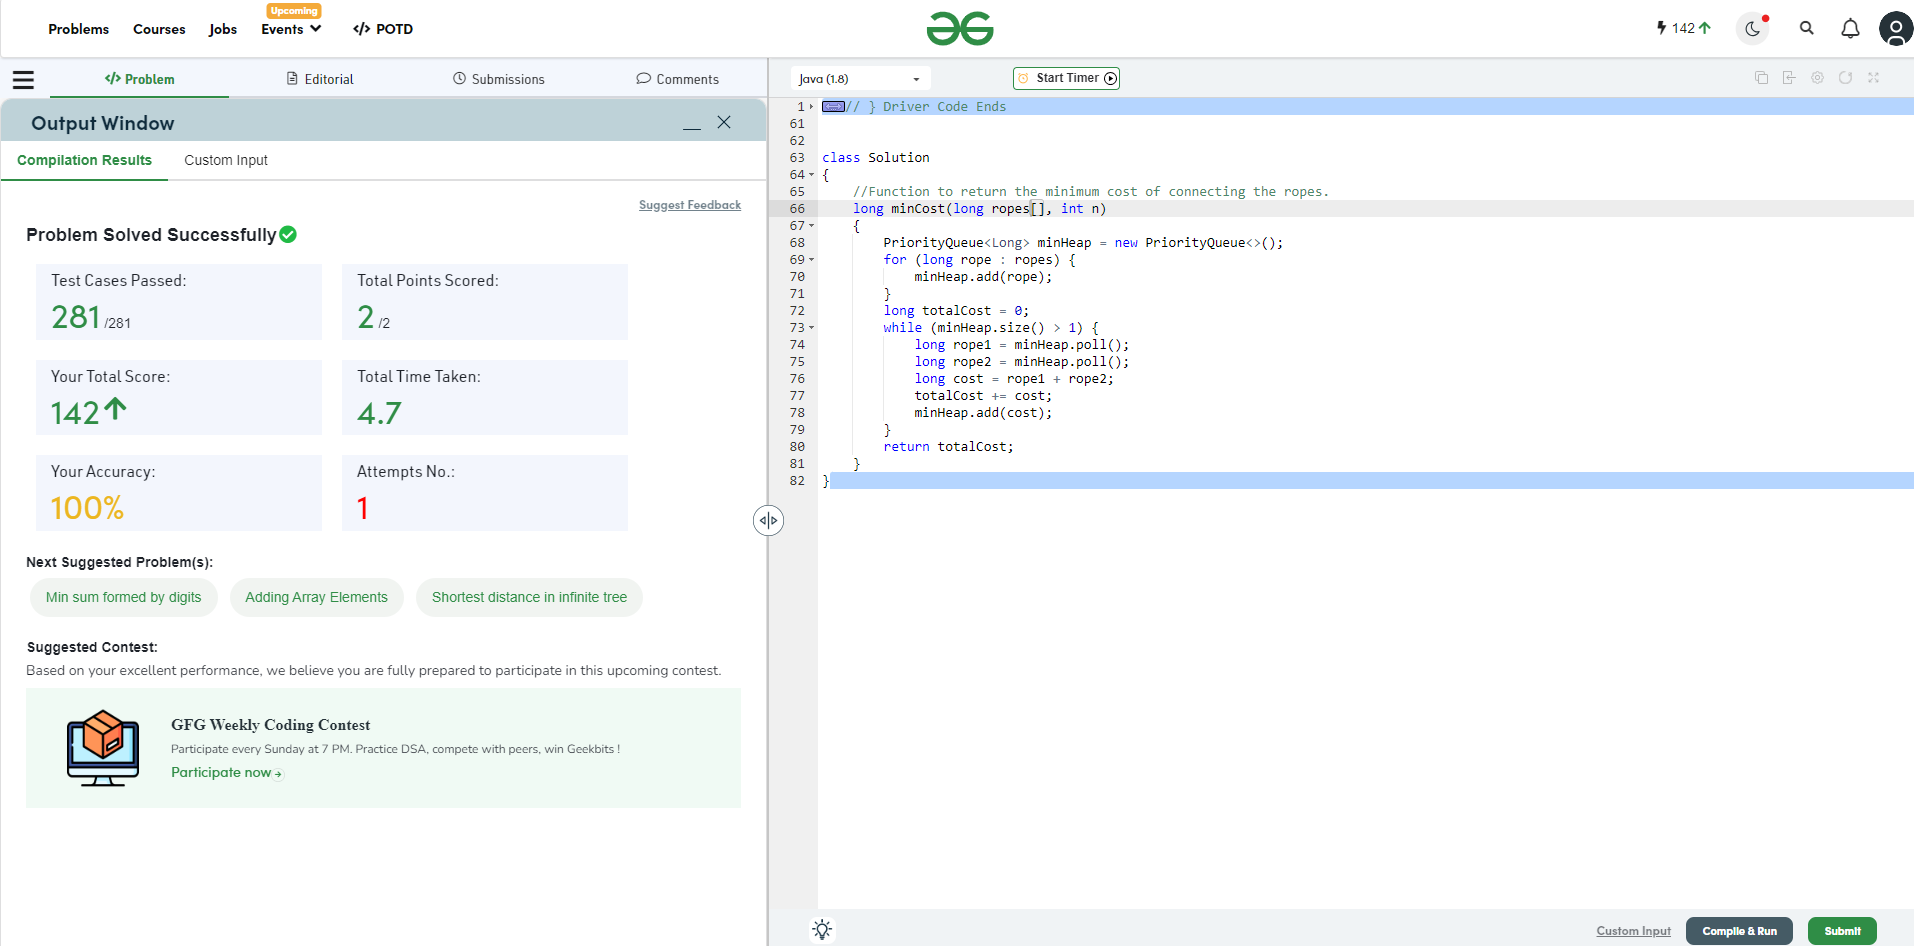 Upcoming
Problems Courses Jobs Events </> POTD
142
</> Problem Editorial Submissions Comments
Java (1.8) Start Timer
Output Window
Compilation Results Custom Input
Suggest Feedback
Problem Solved Successfully
Test Cases Passed: Total Points Scored:
281 /281 2 /2
Your Total Score: Total Time Taken:
142 4.7
Your Accuracy: Attempts No.:
100% 1
Next Suggested Problem(s):
Min sum formed by digits Adding Array Elements Shortest distance in infinite tree
Suggested Contest:
Based on your excellent performance, we believe you are fully prepared to participate in this upcoming contest.
GFG Weekly Coding Contest
Participate every Sunday at 7 PM. Practice DSA, compete with peers, win Geekbits !
Participate now
1 // } Driver Code Ends
61
62
63 class Solution
64 {
65 //Function to return the minimum cost of connecting the ropes.
66 long minCost(long ropes[], int n)
67 {
68 PriorityQueue<Long> minHeap = new PriorityQueue<>();
69 for (long rope : ropes) {
70 minHeap.add(rope);
71 }
72 long totalCost = 0;
73 while (minHeap.size() > 1) {
74 long rope1 = minHeap.poll();
75 long rope2 = minHeap.poll();
76 long cost = rope1 + rope2;
77 totalCost += cost;
78 minHeap.add(cost);
79 }
80 return totalCost;
81 }
82 }
Custom Input Compile & Run Submit